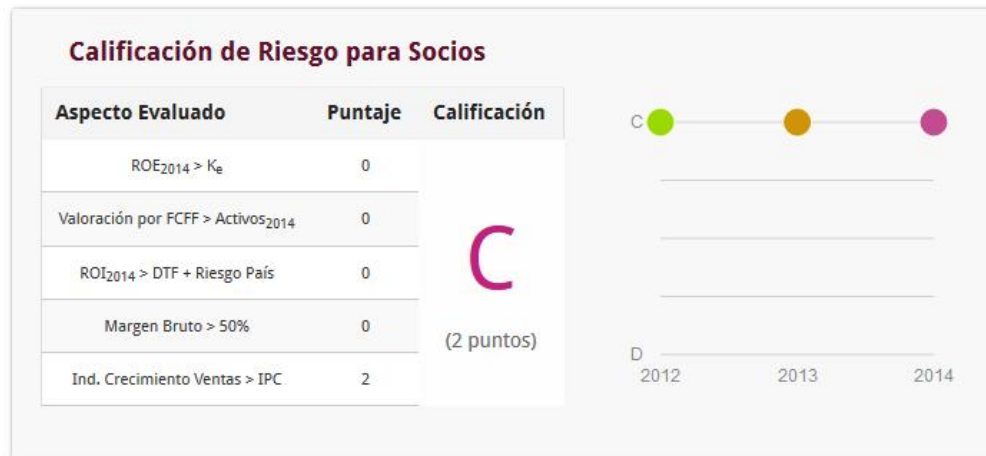 Calificación de Riesgo para Socios
Aspecto Evaluado Puntaje Calificación
ROE2014 > Ke 0
Valoración por FCFF > Activos2014 0
ROI2014 > DTF + Riesgo País 0
Margen Bruto > 50% 0
Ind. Crecimiento Ventas > IPC 2
C
(2 puntos)
C
D
2012 2013 2014